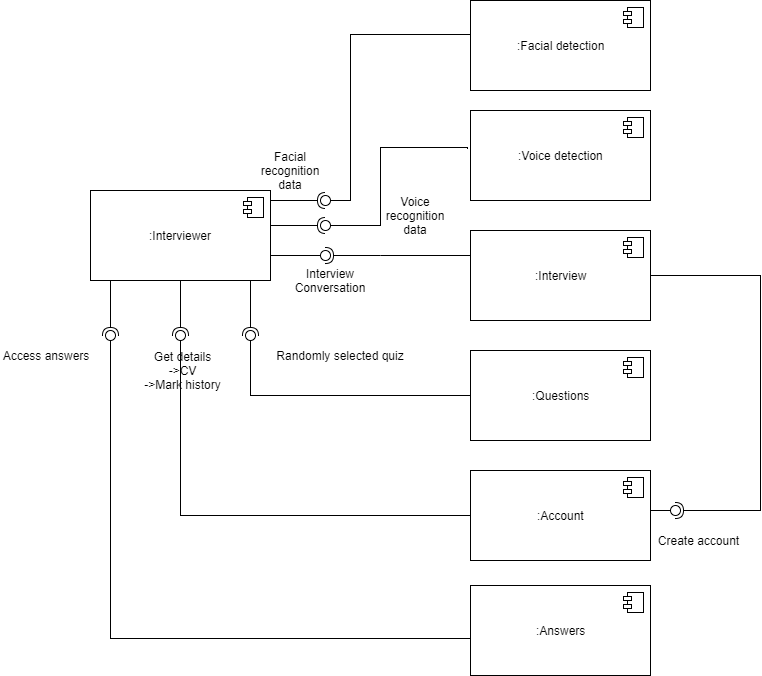 :Facial detection
Facial
recognition
data
:Voice detection
Voice
recognition
data
:Interviewer
:Interview
Interview
Conversation
Access answers
Get details
->CV
->Mark history
Randomly selected quiz
:Questions
:Account
Create account
:Answers